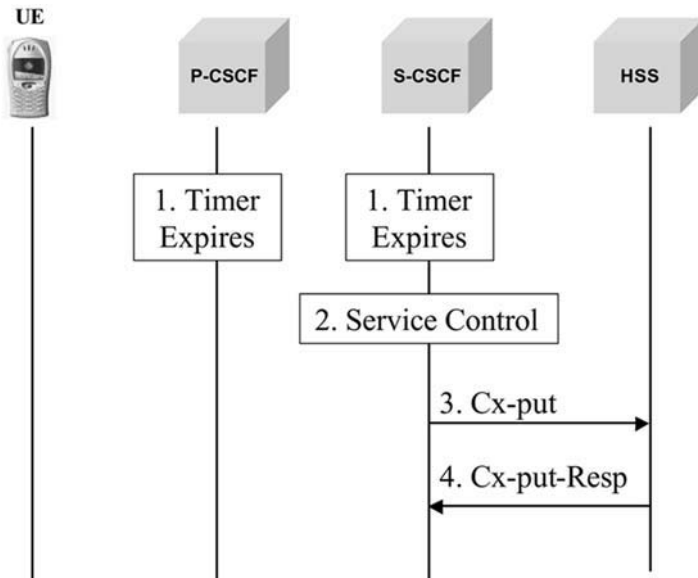 UE
P-CSCF
S-CSCF
HSS
1. Timer
Expires
1. Timer
Expires
2. Service Control
3. Cx-put
4. Cx-put-Resp